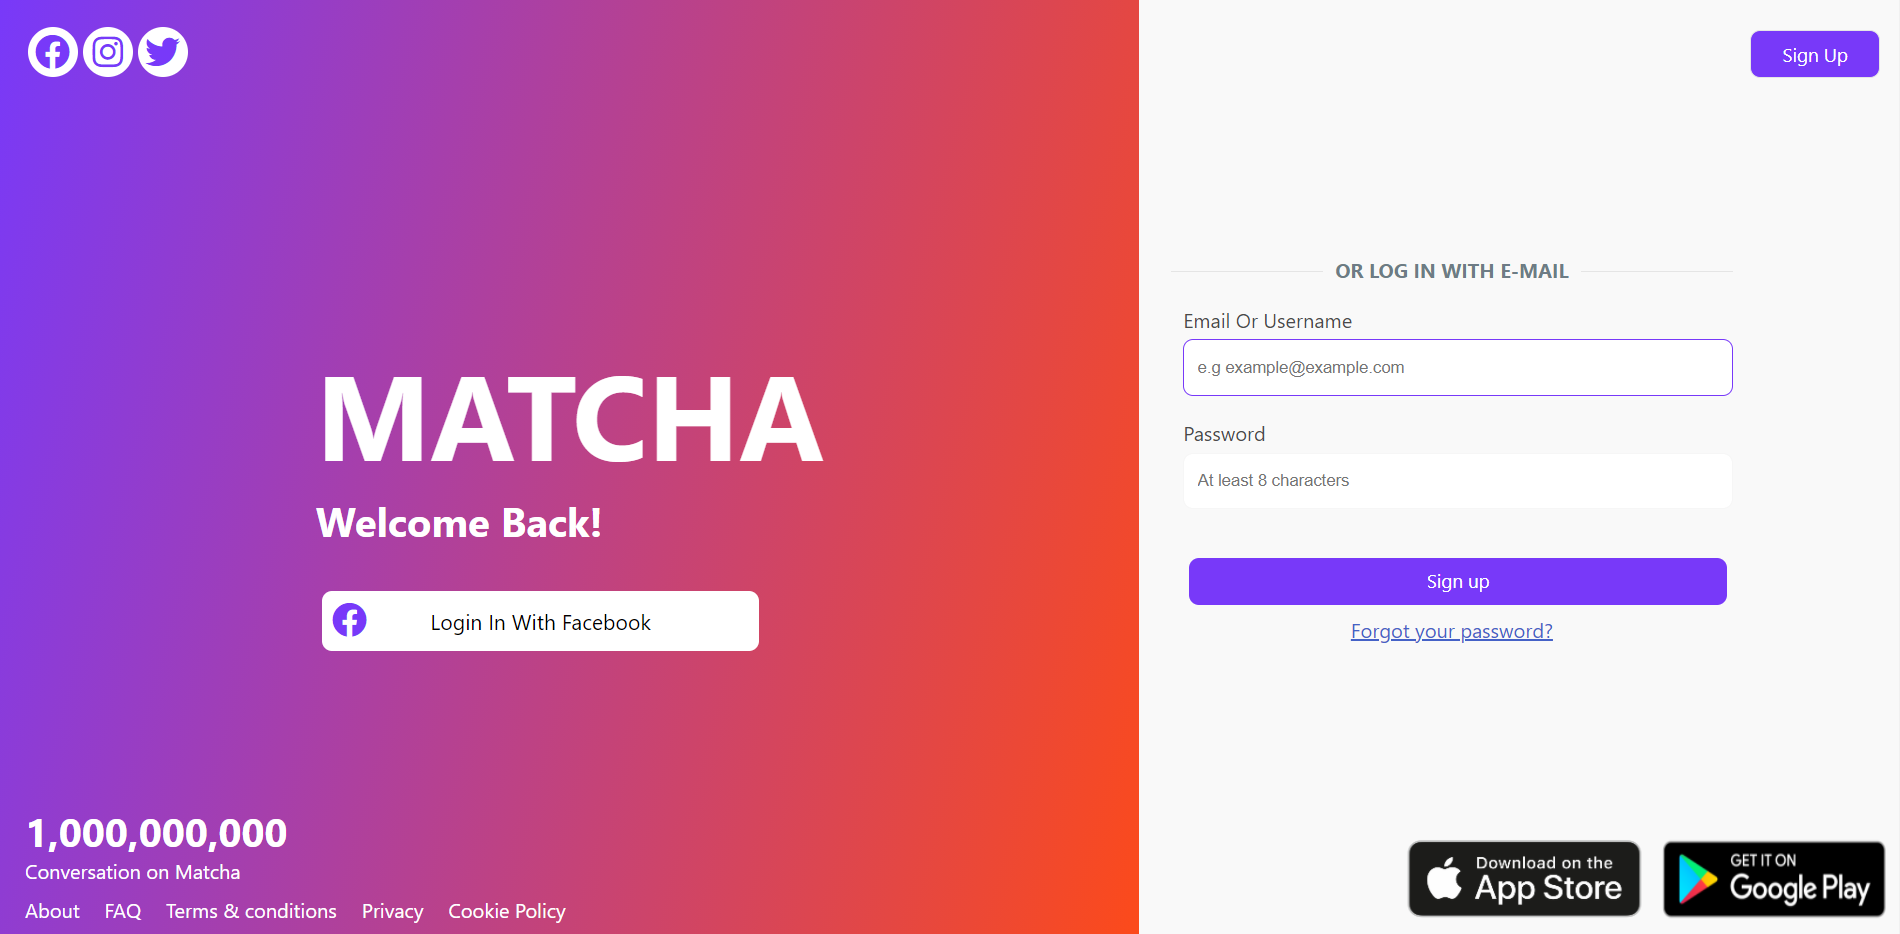 Sign Up
MATCHA
Welcome Back!
Login In With Facebook
1,000,000,000
Conversation on Matcha
About FAQ Terms & conditions Privacy Cookie Policy
OR LOG IN WITH E-MAIL
Email Or Username
e.g example@example.com
Password
At least 8 characters
Sign up
Forgot your password?
Download on the
App Store
GET IT ON
Google Play